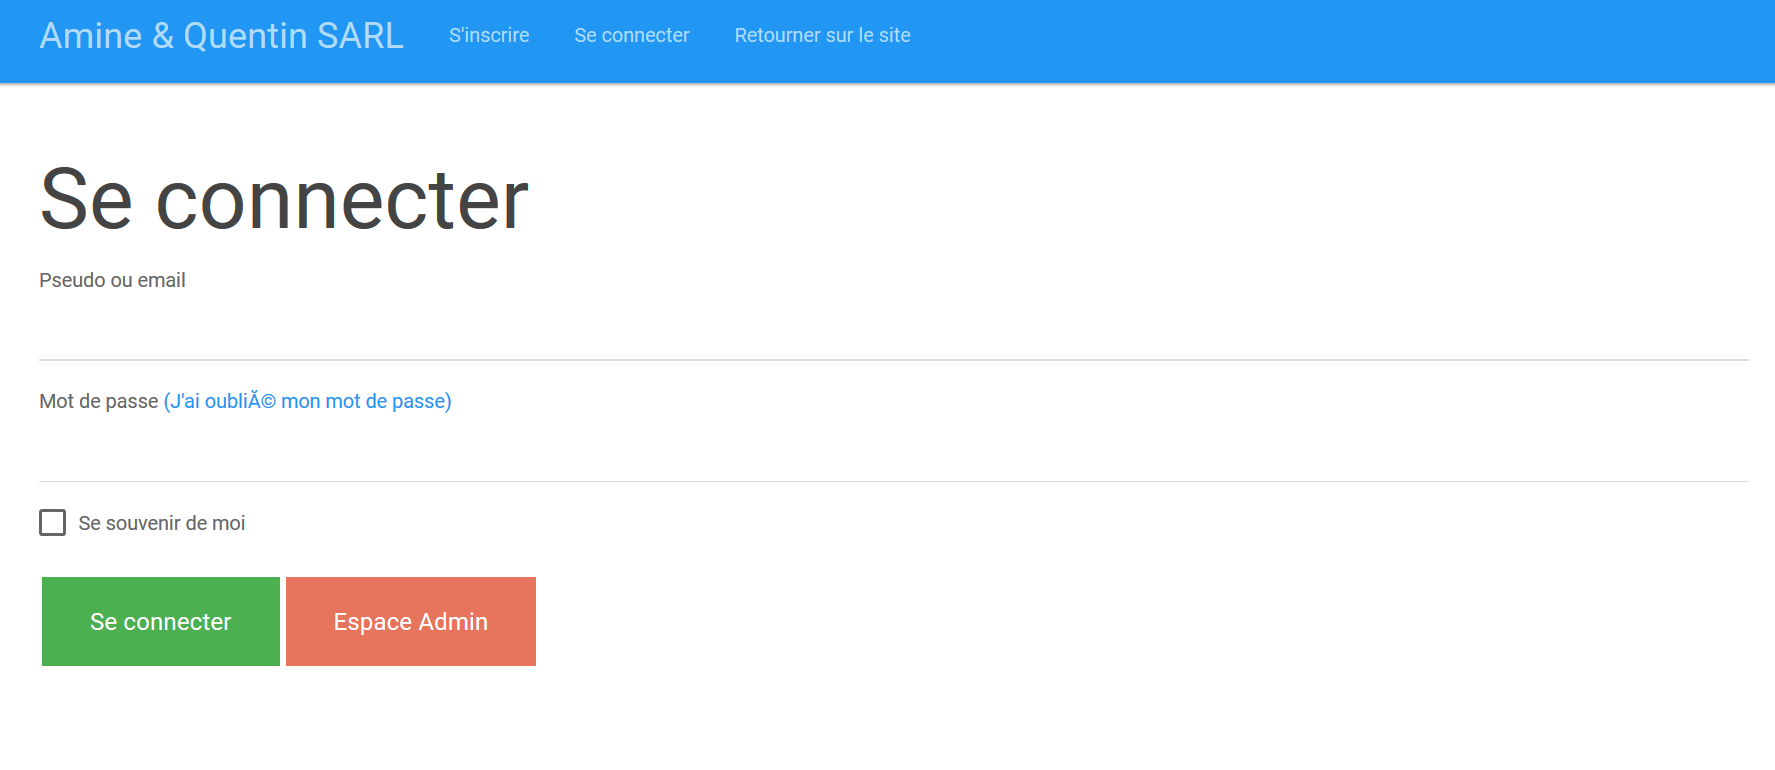 Amine & Quentin SARL S'inscrire Se connecter Retourner sur le site
Se connecter
Pseudo ou email
Mot de passe (J'ai oubliĂ© mon mot de passe)
Se souvenir de moi
Se connecter Espace Admin